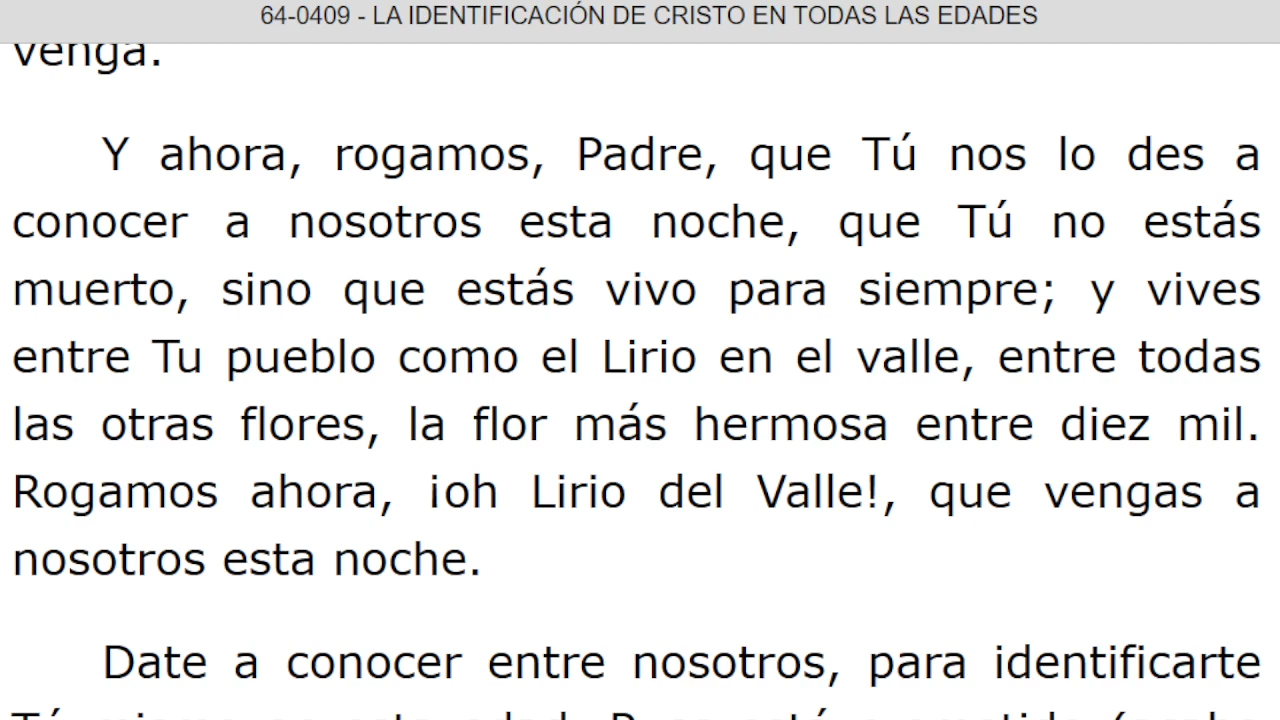 64-0409 - LA IDENTIFICACIÓN DE CRISTO EN TODAS LAS EDADES
venga.
Y ahora, rogamos, Padre, que Tú nos lo des a
conocer a nosotros esta noche, que Tú no estás
muerto, sino que estás vivo para siempre; y vives
entre Tu pueblo como el Lirio en el valle, entre todas
las otras flores, la flor más hermosa entre diez mil.
Rogamos ahora, ¡oh Lirio del Valle!, que vengas a
nosotros esta noche.
Date a conocer entre nosotros, para identificarte